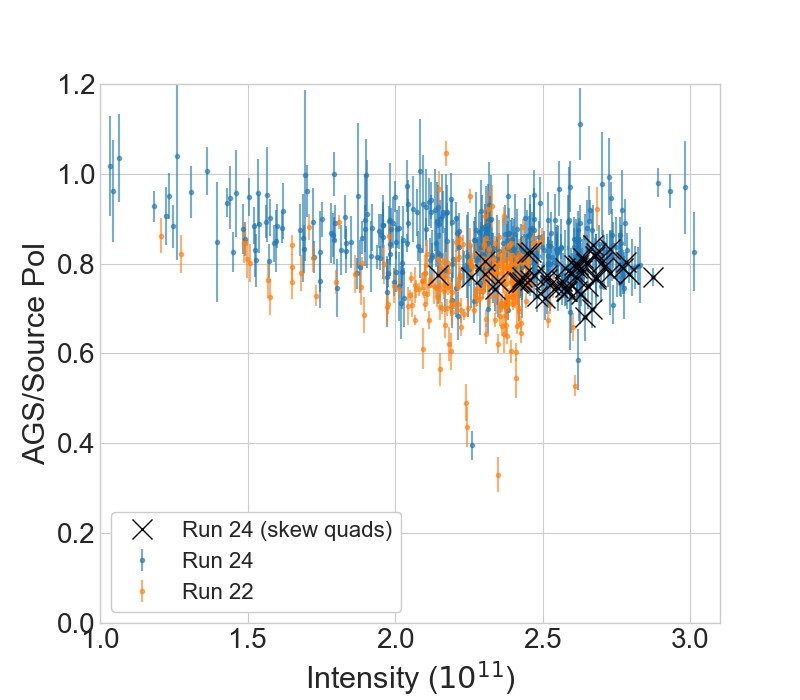 1.2
1.0
0.8
0.6
0.4
0.2
0.0
AGS/Source Pol
Run 24 (skew quads)
Run 24
Run 22
1.0 1.5 2.0 2.5 3.0
Intensity (10¹¹)